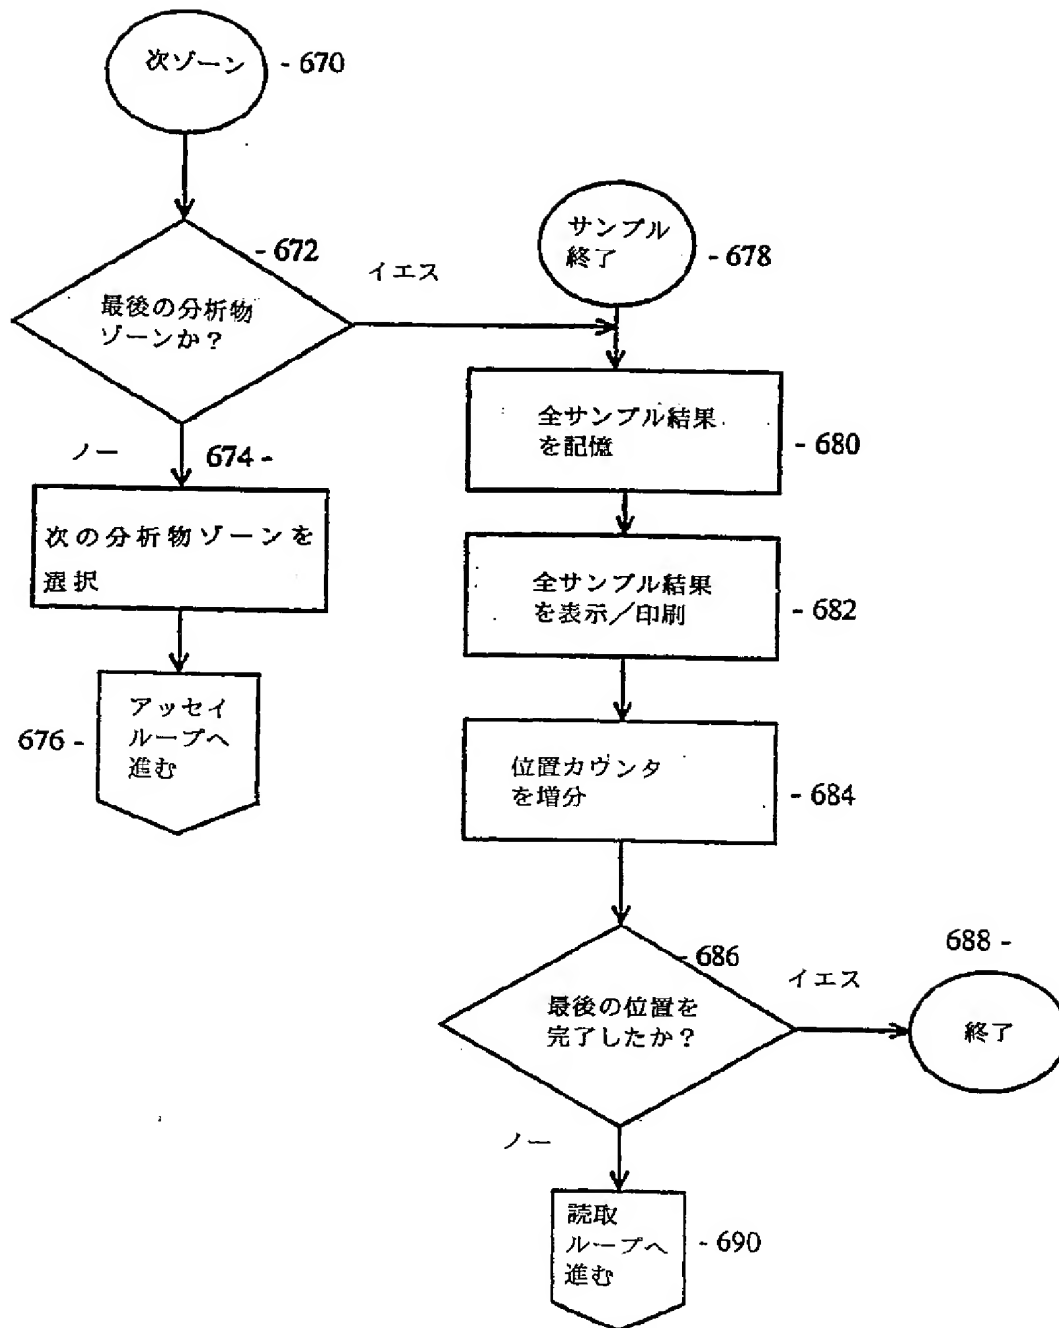 次ゾーン
- 670
- 672
最後の分析物
ゾーンか？
イエス
ノー
674 -
次の分析物ゾーンを
選択
676 -
アッセイ
ループへ
進む
サンプル
終了
- 678
全サンプル結果
を記憶
- 680
全サンプル結果
を表示／印刷
- 682
位置カウンタ
を増分
- 684
- 686
最後の位置を
完了したか？
イエス
688 -
終了
ノー
読取
ループへ
進む
- 690